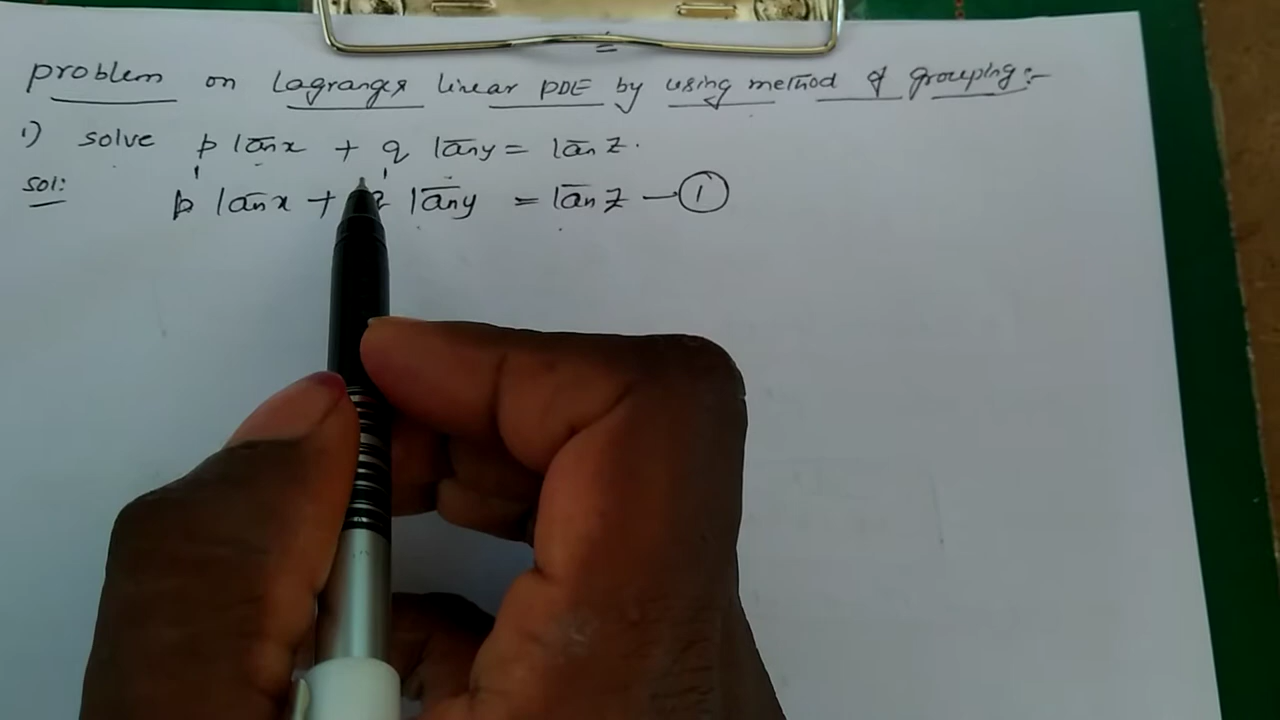 problem on Lagranges linear PDE by using method of grouping:-
1) solve p tanx + q tany = tanz.
Sol:
p tanx + q tany = tanz — ①